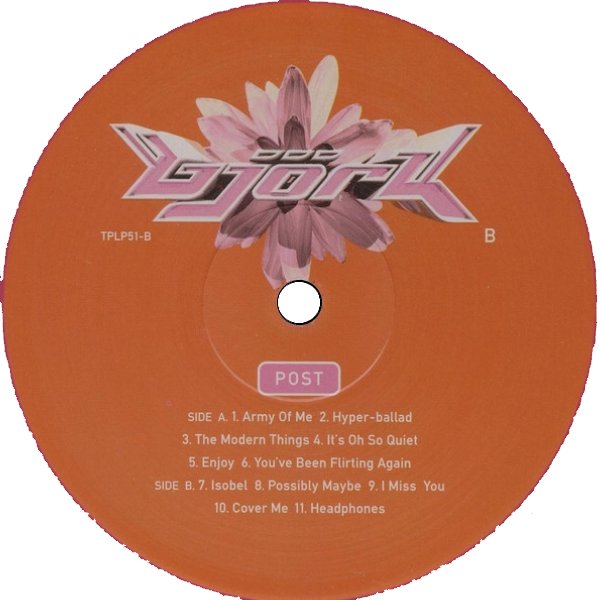 björk
TPLP51-B
B
POST
SIDE A. 1. Army Of Me 2. Hyper-ballad
3. The Modern Things 4. It's Oh So Quiet
5. Enjoy 6. You've Been Flirting Again
SIDE B. 7. Isobel 8. Possibly Maybe 9. I Miss You
10. Cover Me 11. Headphones